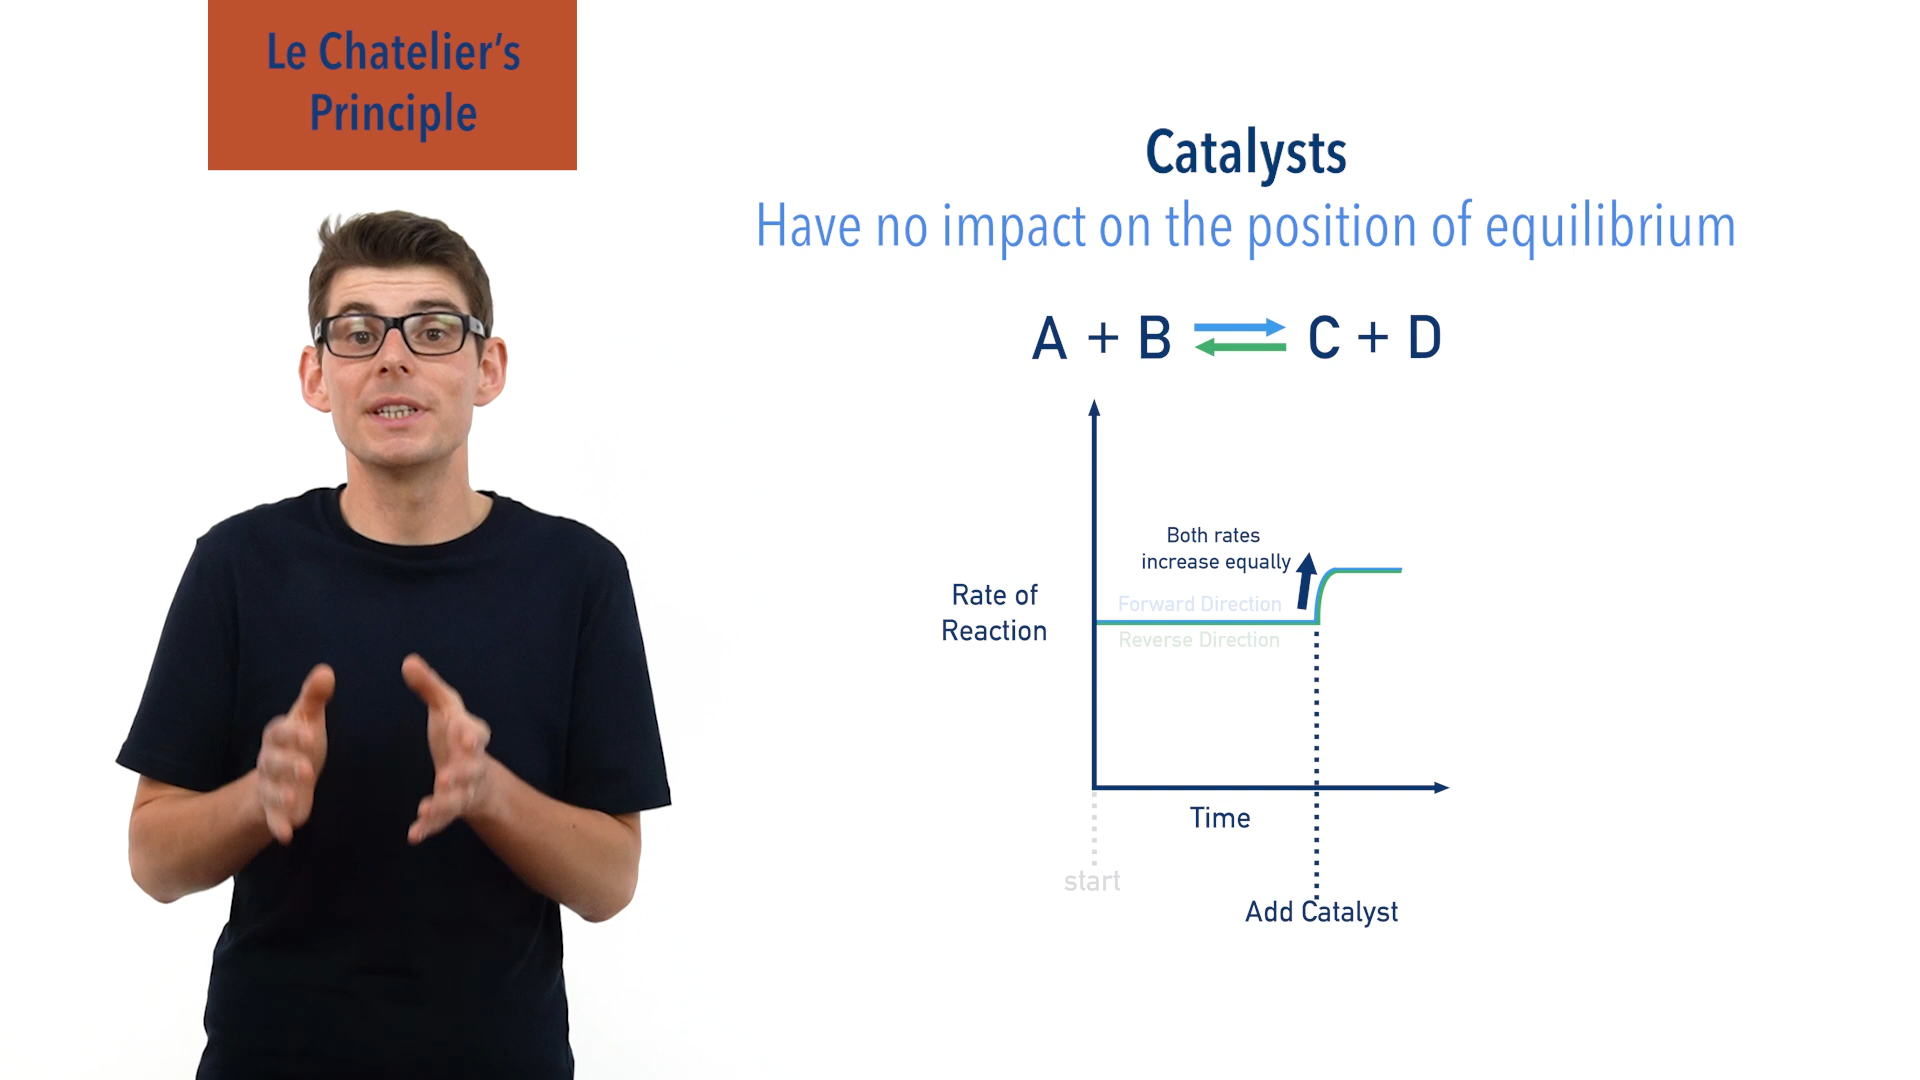 Le Chatelier's
Principle
Catalysts
Have no impact on the position of equilibrium
A + B ⇌ C + D
Both rates
increase equally
Rate of
Reaction
Forward Direction
Reverse Direction
Time
start
Add Catalyst